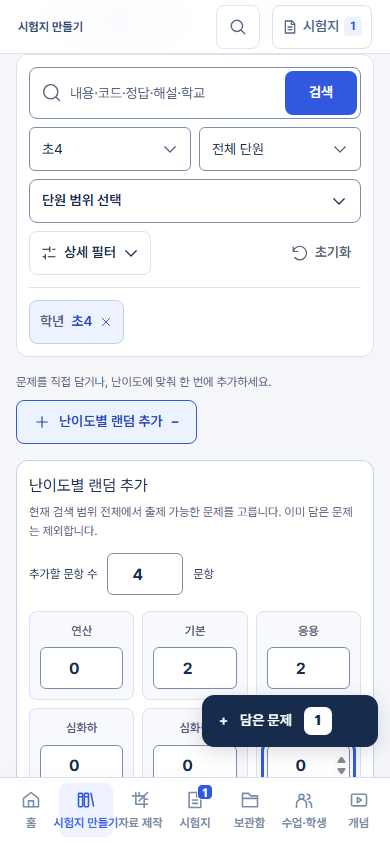 시험지 만들기
시험지 1
내용·코드·정답·해설·학교
검색
초4
전체 단원
단원 범위 선택
상세 필터
초기화
학년 초4 ×
문제를 직접 담거나, 난이도에 맞춰 한 번에 추가하세요.
+ 난이도별 랜덤 추가 −
난이도별 랜덤 추가
현재 검색 범위 전체에서 출제 가능한 문제를 고릅니다. 이미 담은 문제
는 제외합니다.
추가할 문항 수 4 문항
연산 기본 응용
0 2 2
+ 담은 문제 1
심화하 심화
0 0 0
1
홈 시험지 만들기 자료 제작 시험지 보관함 수업·학생 개념